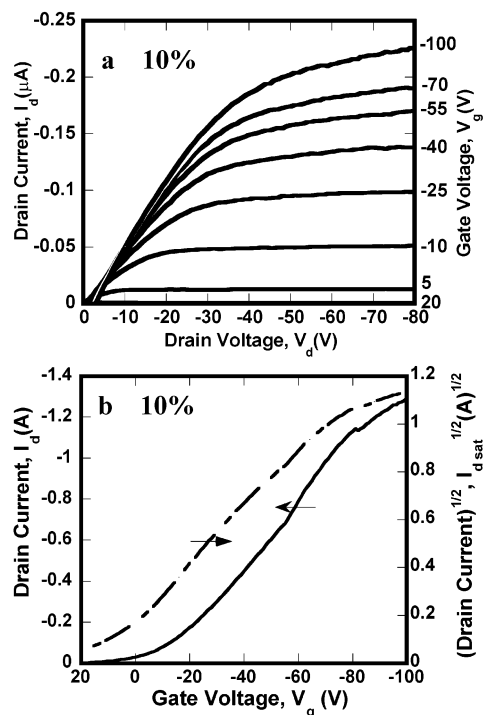 a 10%
Drain Current, I_d(μA)
-0.25
-0.2
-0.15
-0.1
-0.05
0
0 -10 -20 -30 -40 -50 -60 -70 -80
Drain Voltage, V_d(V)
-100
-70
-55
-40
-25
-10
5
20
Gate Voltage, V_g(V)
b 10%
Drain Current, I_d(A)
-1.4
-1.2
-1
-0.8
-0.6
-0.4
-0.2
0
20 0 -20 -40 -60 -80 -100
Gate Voltage, V_g (V)
1.2
1
0.8
0.6
0.4
0.2
0
(Drain Current)^1/2, I_d sat^1/2(A)^1/2